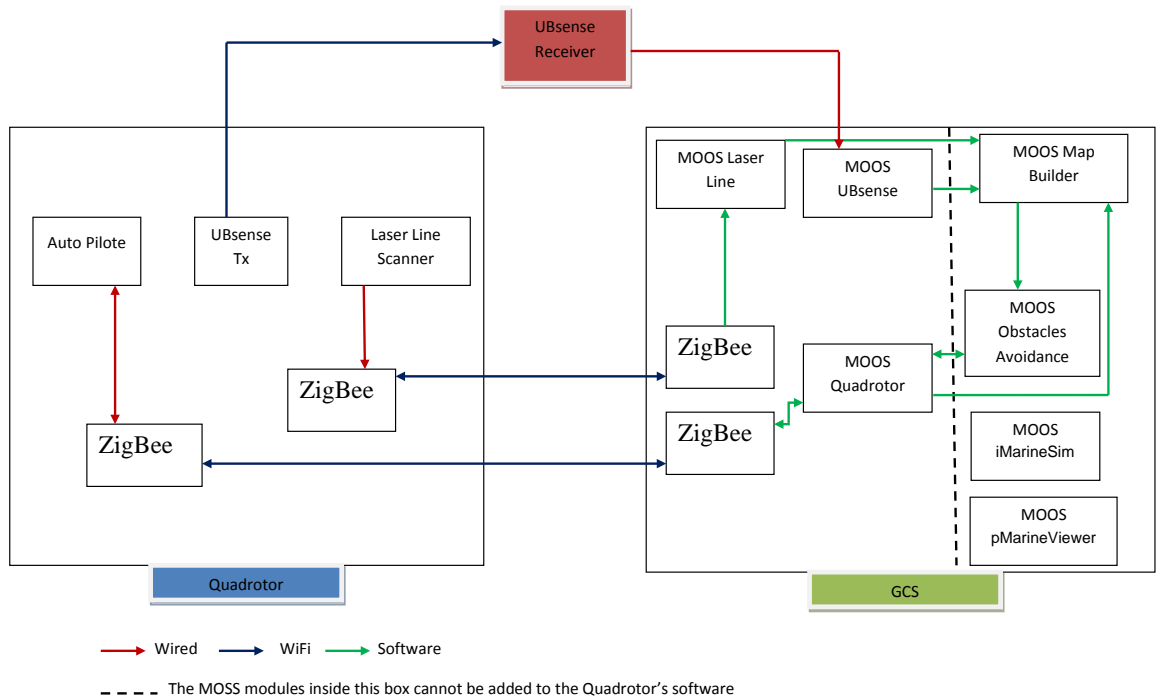 UBsense
Receiver
MOOS Laser
Line
MOOS
UBsense
MOOS Map
Builder
Auto Pilote
UBsense
Tx
Laser Line
Scanner
MOOS
Obstacles
Avoidance
ZigBee
MOOS
Quadrotor
ZigBee
ZigBee
ZigBee
MOOS
iMarineSim
MOOS
pMarineViewer
Quadrotor
GCS
Wired
WiFi
Software
The MOSS modules inside this box cannot be added to the Quadrotor’s software